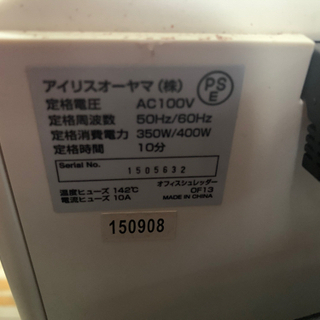 アイリスオーヤマ（株）
PS
E
定格電圧 AC100V
定格周波数 50Hz/60Hz
定格消費電力 350W/400W
定格時間 10分
Serial No. 1505632
温度ヒューズ 142℃ オフィスシュレッダー
電流ヒューズ 10A OF13
MADE IN CHINA
150908